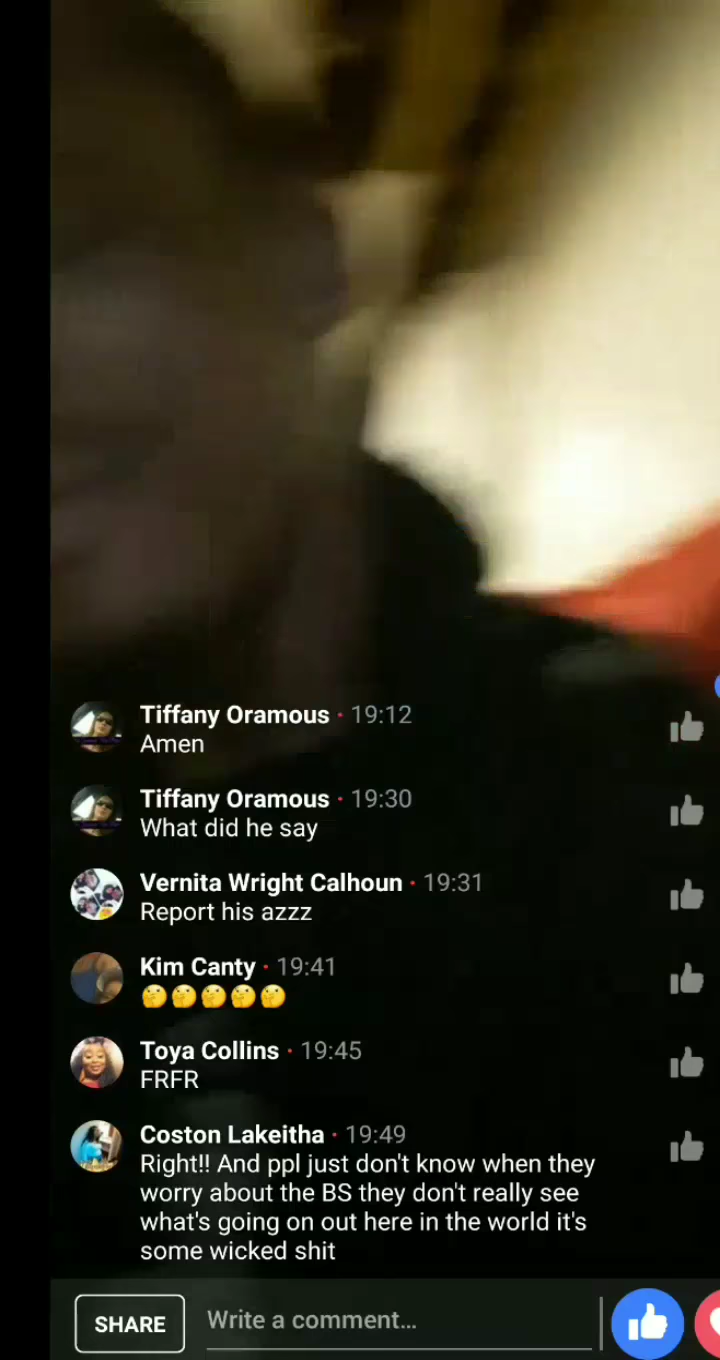 Tiffany Oramous · 19:12
Amen
Tiffany Oramous · 19:30
What did he say
Vernita Wright Calhoun · 19:31
Report his azzz
Kim Canty · 19:41
🤔🤔🤔🤔🤔
Toya Collins · 19:45
FRFR
Coston Lakeitha · 19:49
Right!! And ppl just don't know when they
worry about the BS they don't really see
what's going on out here in the world it's
some wicked shit
SHARE
Write a comment...